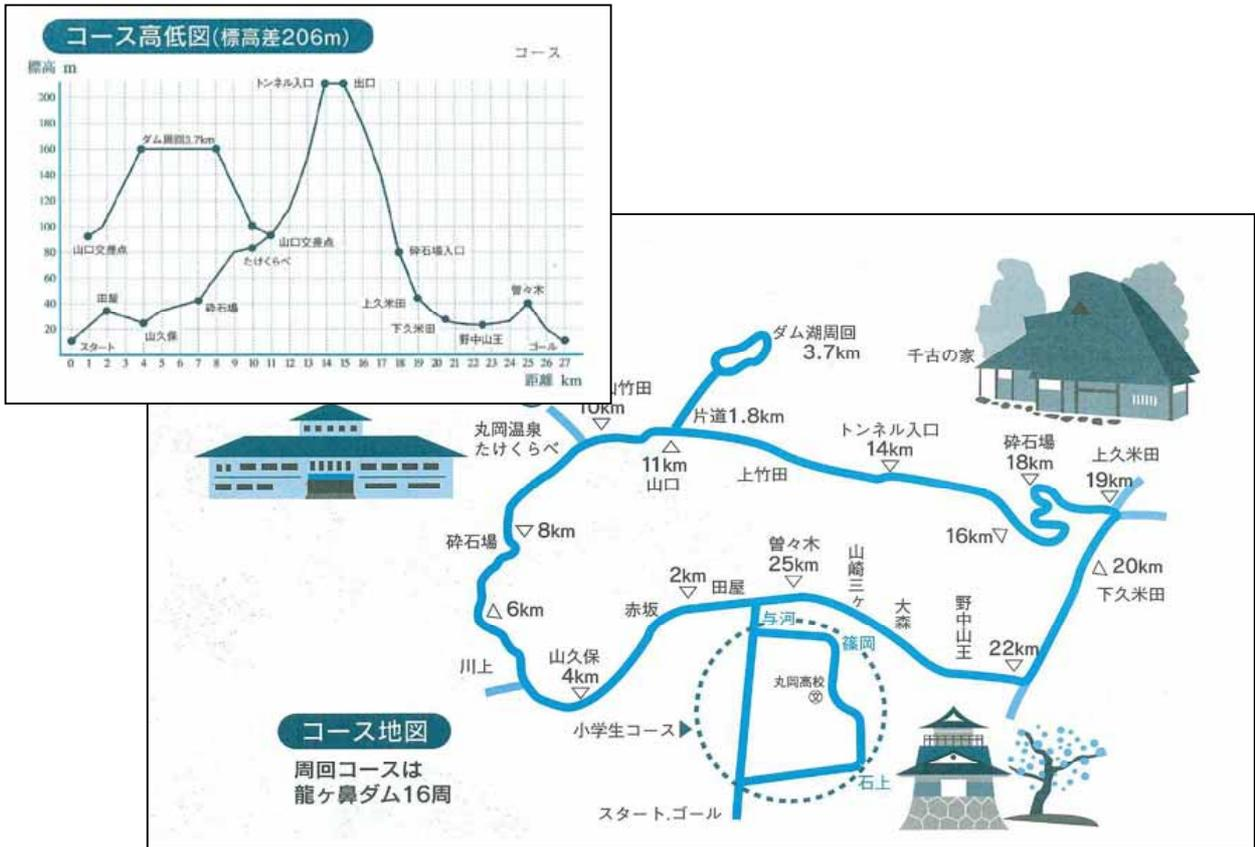 コース高低図(標高差206m)
コース
標高 m
トンネル入口
出口
200
180
160
140
120
100
80
60
40
20
ダム周回3.7km
山口交差点
山口交差点
たけくらべ
砕石場入口
田屋
砕石場
上久米田
曽々木
スタート
山久保
下久米田
野中山王
ゴール
0 1 2 3 4 5 6 7 8 9 10 11 12 13 14 15 16 17 18 19 20 21 22 23 24 25 26 27
距離 km
ダム湖周回
3.7km
千古の家
竹田
10km
片道1.8km
丸岡温泉
たけくらべ
トンネル入口
14km
砕石場
18km
上久米田
19km
11km
山口
上竹田
砕石場
8km
16km
曽々木
25km
山崎三ヶ
20km
下久米田
2km
田屋
大森
野中山王
6km
赤坂
与河
篠岡
22km
川上
山久保
4km
丸岡高校
文
小学生コース
コース地図
周回コースは
龍ヶ鼻ダム16周
石上
スタート.ゴール